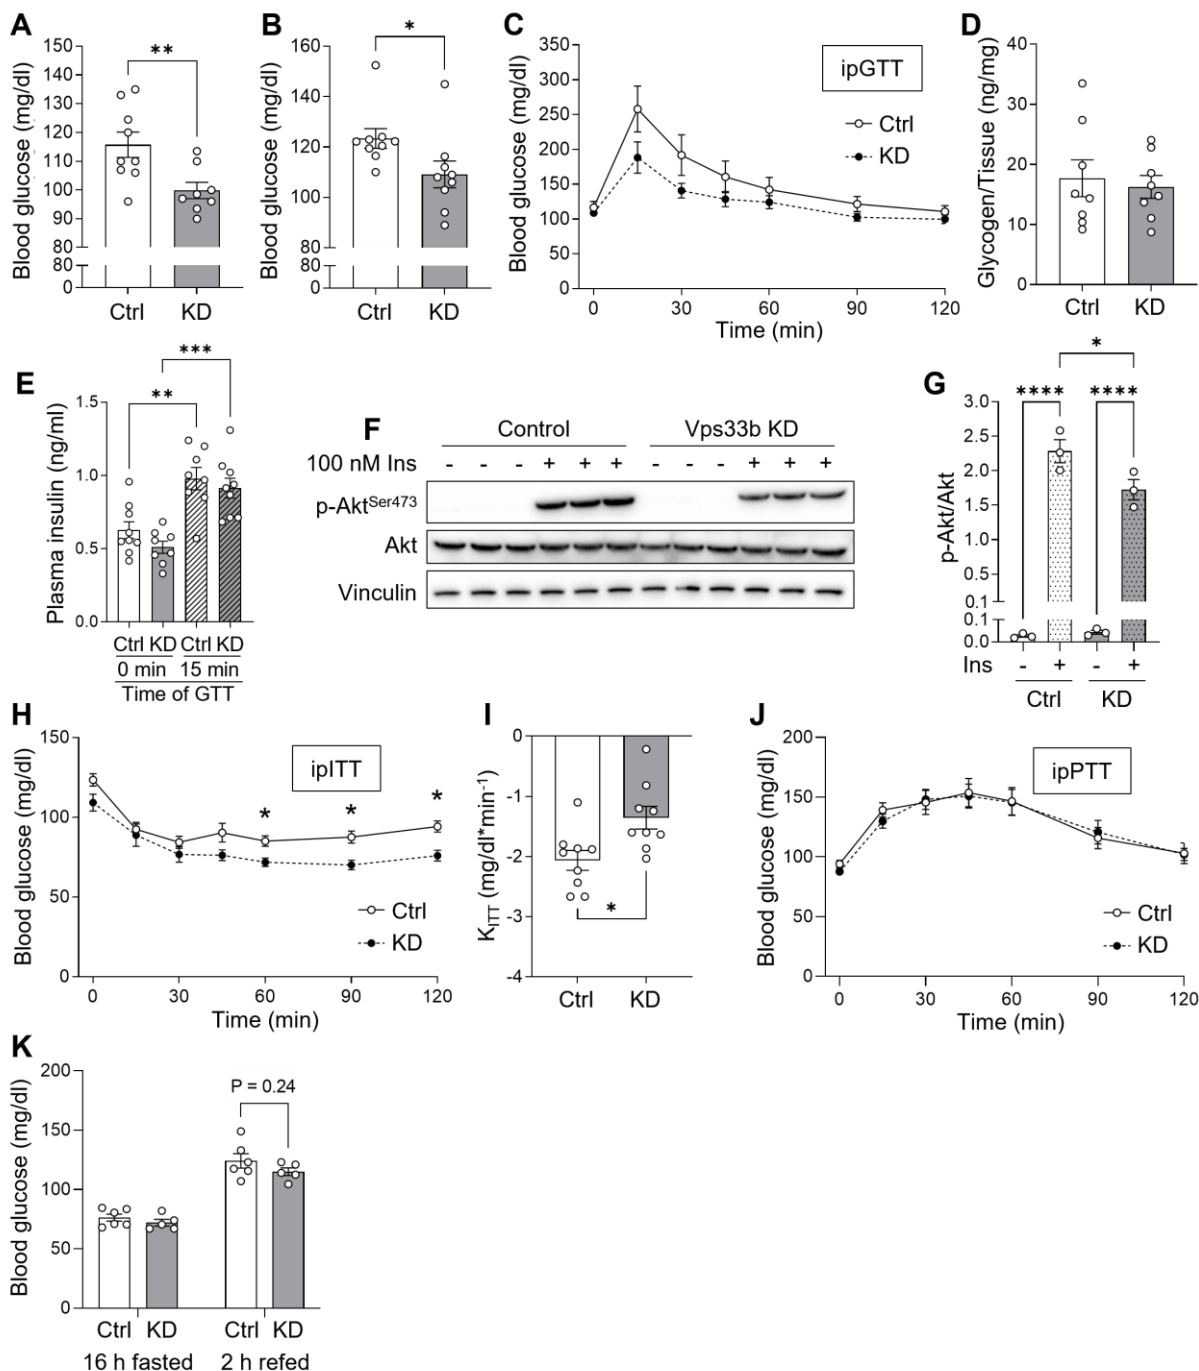 A
Blood glucose (mg/dl)
150
140
130
120
110
100
90
80
80
0
**
Ctrl
KD
B
Blood glucose (mg/dl)
160
140
120
100
80
0
*
Ctrl
KD
C
Blood glucose (mg/dl)
350
300
250
200
150
100
50
0
ipGTT
Ctrl
KD
0 30 60 90 120
Time (min)
D
Glycogen/Tissue (ng/mg)
40
30
20
10
0
Ctrl
KD
E
Plasma insulin (ng/ml)
1.5
1.0
0.5
0.0
***
**
Ctrl KD Ctrl KD
0 min 15 min
Time of GTT
F
Control Vps33b KD
100 nM Ins - - - + + + - - - + + +
p-AktSer473
Akt
Vinculin
G
p-Akt/Akt
3.0
2.5
2.0
1.5
1.0
0.5
0.1
0.1
0.0
*
**** ****
Ins - + - +
Ctrl KD
H
Blood glucose (mg/dl)
150
100
50
0
ipITT
* * *
Ctrl
KD
0 30 60 90 120
Time (min)
I
KITT (mg/dl*min-1)
0
-1
-2
-3
-4
*
Ctrl KD
J
Blood glucose (mg/dl)
200
150
100
50
0
ipPTT
Ctrl
KD
0 30 60 90 120
Time (min)
K
Blood glucose (mg/dl)
200
150
100
50
0
P = 0.24
Ctrl KD Ctrl KD
16 h fasted 2 h refed